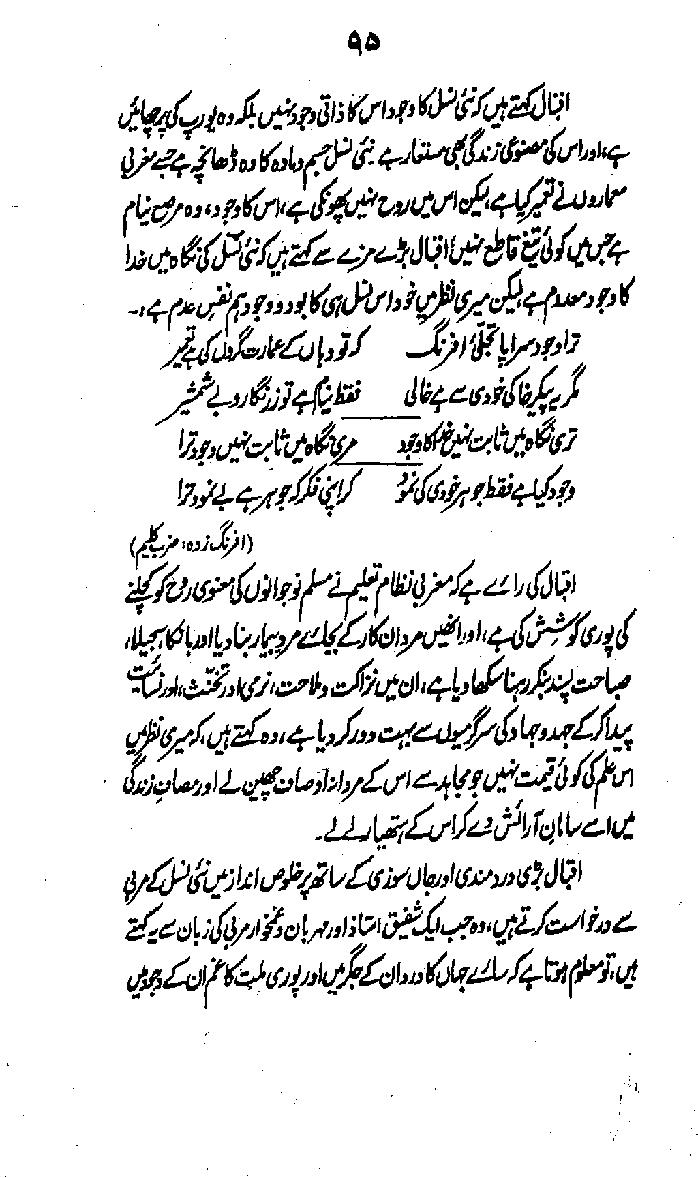 ۹۵
اقبال کہتے ہیں کہ نئی نسل کا وجود اس کا ذاتی وجود نہیں بلکہ وہ یورپ کی پرچھائیں
ہے، اور اس کی مصنوعی زندگی بھی مستعار ہے نئی نسل جسم و مادہ کا وہ ڈھانچہ ہے جسے مغربی
معماروں نے تعمیر کیا ہے، لیکن اس میں روح نہیں پھونکی ہے، اس کا وجود، وہ مرصع نیام
ہے جس میں کوئی تیغ قاطع نہیں! اقبال بڑے مزے سے کہتے ہیں کہ نئی نسل کی نگاہ میں خدا
کا وجود معدوم ہے، لیکن میری نظر میں خود اس نسل ہی کا بود و وجود ہم نفس عدم ہے:۔
ترا وجود سراپا تجلئ افرنگ کہ تو وہاں کے عمارت گروں کی ہے تعمیر
مگر یہ پیکر خاکی خودی سے ہے خالی فقط نیام ہے تو زرنگار و بے شمشیر
تری نگاہ میں ثابت نہیں خدا کا وجود مری نگاہ میں ثابت نہیں وجود ترا
وجود کیا ہے فقط جوہر خودی کی نمود کر اپنی فکر کہ جوہر ہے بے نمود ترا
(افرنگ زدہ، ضرب کلیم)
اقبال کی رائے ہے کہ مغربی نظام تعلیم نے مسلم نوجوانوں کی معنوی روح کو کچلنے
کی پوری کوشش کی ہے، اور انھیں مردان کار کے بجائے مرد بیمار بنا دیا اور بانکا سجیلا،
صباحت پسند بنکر رہنا سکھا دیا ہے، ان میں نزاکت و ملاحت، نرمی اور تخنث، اور نسائیت
پیدا کر کے جہد و جہاد کی سرگرمیوں سے بہت دور کر دیا ہے، وہ کہتے ہیں، کہ میری نظر میں
اس علم کی کوئی قیمت نہیں جو مجاہد سے اس کے مردانہ اوصاف چھین لے اور مصاف زندگی
میں اسے سامان آرائش دے کر اس کے ہتھیار لے لے۔
اقبال بڑی دردمندی اور جاں سوزی کے ساتھ پرخلوص انداز میں نئی نسل کے مربی
سے درخواست کرتے ہیں، وہ جب ایک شفیق استاذ اور مہربان و غمخوار مربی کی زبان سے یہ کہتے
ہیں، تو معلوم ہوتا ہے کہ سارے جہاں کا درد ان کے جگر میں اور پوری ملت کا غم ان کے وجود میں